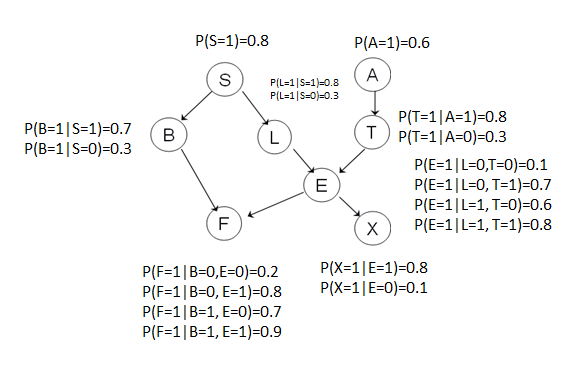 P(S=1)=0.8
P(A=1)=0.6
S
P(L=1|S=1)=0.8
P(L=1|S=0)=0.3
A
P(B=1|S=1)=0.7
P(B=1|S=0)=0.3
B
L
T
P(T=1|A=1)=0.8
P(T=1|A=0)=0.3
E
P(E=1|L=0,T=0)=0.1
P(E=1|L=0, T=1)=0.7
P(E=1|L=1, T=0)=0.6
P(E=1|L=1, T=1)=0.8
F
X
P(F=1|B=0,E=0)=0.2
P(F=1|B=0, E=1)=0.8
P(F=1|B=1, E=0)=0.7
P(F=1|B=1, E=1)=0.9
P(X=1|E=1)=0.8
P(X=1|E=0)=0.1